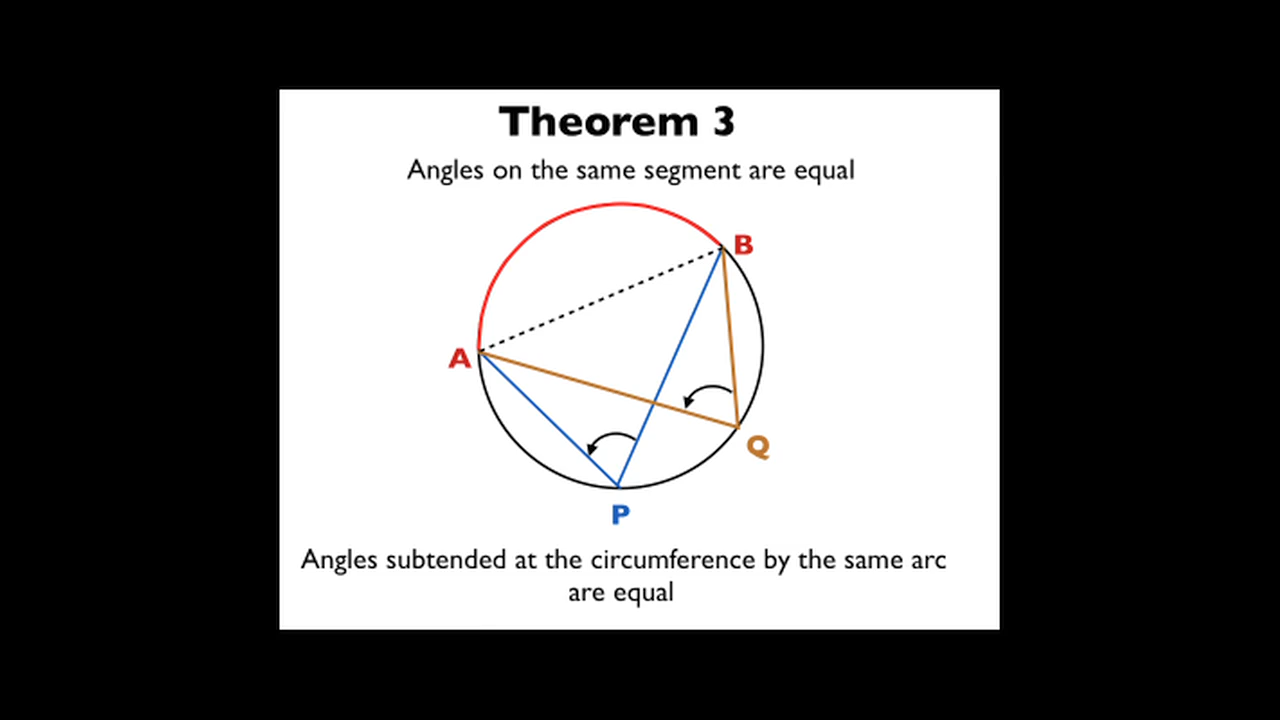 Theorem 3
Angles on the same segment are equal
B
A
Q
P
Angles subtended at the circumference by the same arc
are equal